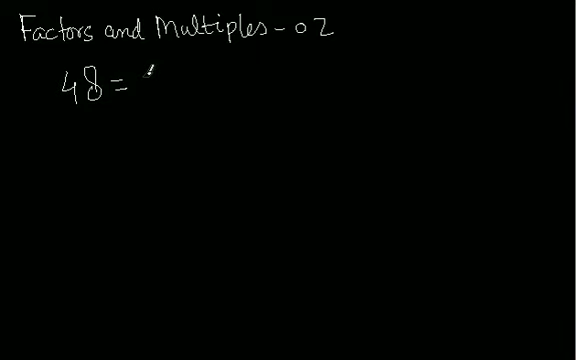 Factors and Multiples - 02
48 =